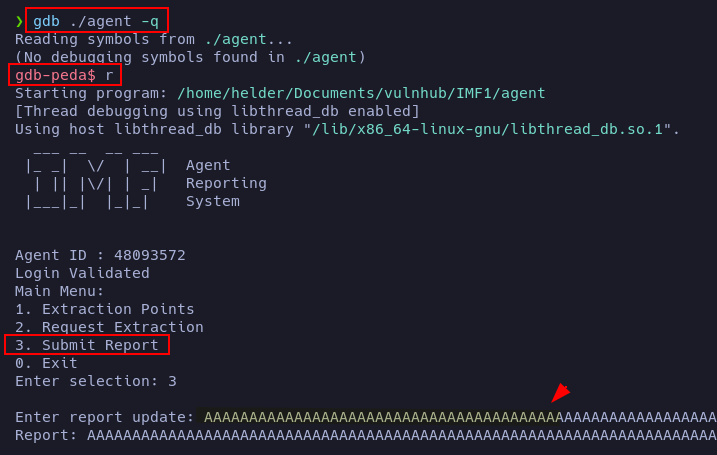 ❯ gdb ./agent -q
Reading symbols from ./agent...
(No debugging symbols found in ./agent)
gdb-peda$ r
Starting program: /home/helder/Documents/vulnhub/IMF1/agent
[Thread debugging using libthread_db enabled]
Using host libthread_db library "/lib/x86_64-linux-gnu/libthread_db.so.1".
  ___ __  __ ___
 |_ _|  \/  | __|  Agent
  | || |\/| | _|   Reporting
 |___|_|  |_|_|    System
Agent ID : 48093572
Login Validated
Main Menu:
1. Extraction Points
2. Request Extraction
3. Submit Report
0. Exit
Enter selection: 3
Enter report update: AAAAAAAAAAAAAAAAAAAAAAAAAAAAAAAAAAAAAAAAAAAAAAAAAAAAAAAAA
Report: AAAAAAAAAAAAAAAAAAAAAAAAAAAAAAAAAAAAAAAAAAAAAAAAAAAAAAAAAAAAAAAAAAAAAA